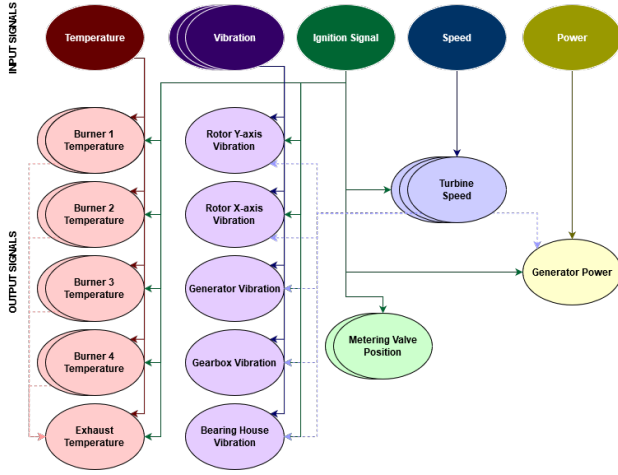 INPUT SIGNALS
Temperature
Vibration
Ignition Signal
Speed
Power
OUTPUT SIGNALS
Burner 1
Temperature
Rotor Y-axis
Vibration
Turbine
Speed
Burner 2
Temperature
Rotor X-axis
Vibration
Generator Power
Burner 3
Temperature
Generator Vibration
Metering Valve
Position
Burner 4
Temperature
Gearbox Vibration
Exhaust
Temperature
Bearing House
Vibration